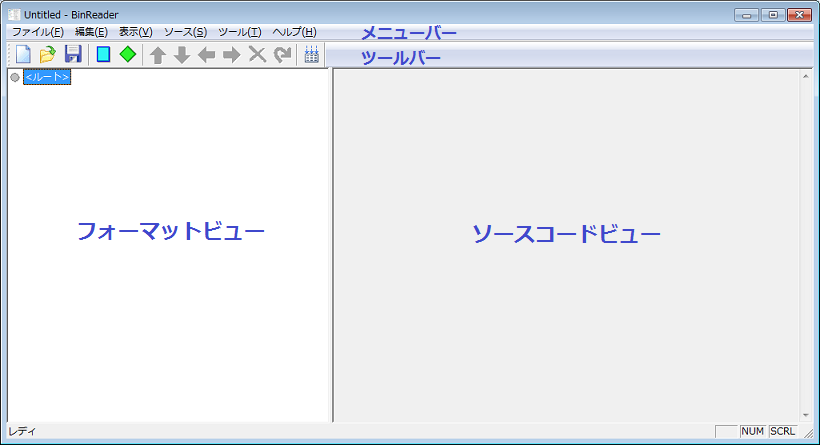 Untitled - BinReader
ファイル(F) 編集(E) 表示(V) ソース(S) ツール(T) ヘルプ(H) メニューバー
ツールバー
<ルート>
フォーマットビュー
ソースコードビュー
レディ NUM SCRL